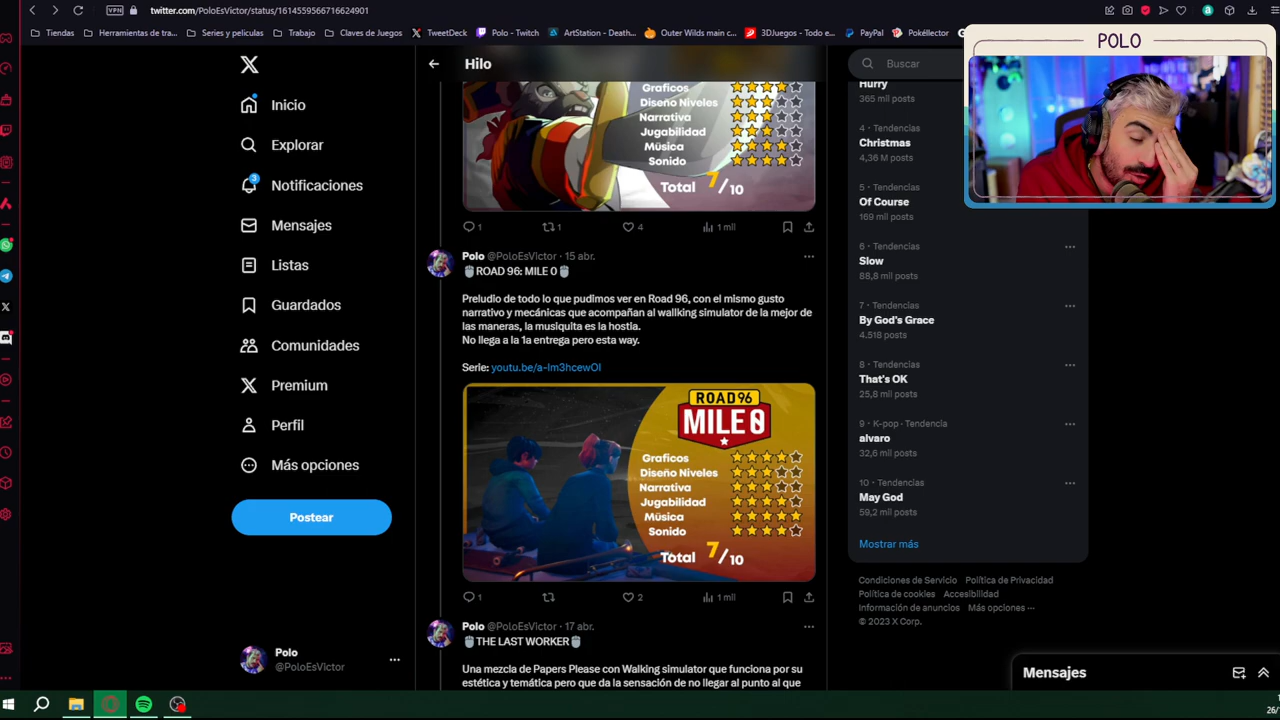 VPN
twitter.com/PoloEsVictor/status/1614559566716624901
Tiendas
Herramientas de tra...
Series y peliculas
Trabajo
Claves de Juegos
TweetDeck
Polo - Twitch
ArtStation - Death...
Outer Wilds main c...
3DJuegos - Todo e...
PayPal
Pokéllector
POLO
X
Inicio
Explorar
3
Notificaciones
Mensajes
Listas
Guardados
Comunidades
Premium
Perfil
Más opciones
Postear
Polo
@PoloEsVictor
Hilo
Graficos
Diseño Niveles
Narrativa
Jugabilidad
Música
Sonido
Total 7/10
1
1
4
1 mil
Polo @PoloEsVictor · 15 abr.
ROAD 96: MILE 0
Preludio de todo lo que pudimos ver en Road 96, con el mismo gusto
narrativo y mecánicas que acompañan al wallking simulator de la mejor de
las maneras, la musiquita es la hostia.
No llega a la 1a entrega pero esta way.
Serie: youtu.be/a-Im3hcewOI
ROAD 96
MILE 0
Graficos
Diseño Niveles
Narrativa
Jugabilidad
Música
Sonido
Total 7/10
1
2
1 mil
Polo @PoloEsVictor · 17 abr.
THE LAST WORKER
Una mezcla de Papers Please con Walking simulator que funciona por su
estética y temática pero que da la sensación de no llegar al punto al que
Buscar
Hurry
365 mil posts
4 · Tendencias
Christmas
4,36 M posts
5 · Tendencias
Of Course
169 mil posts
6 · Tendencias
Slow
88,8 mil posts
7 · Tendencias
By God's Grace
4.518 posts
8 · Tendencias
That's OK
25,8 mil posts
9 · K-pop · Tendencia
alvaro
32,6 mil posts
10 · Tendencias
May God
59,2 mil posts
Mostrar más
Condiciones de Servicio Política de Privacidad
Política de cookies Accesibilidad
Información de anuncios Más opciones ···
© 2023 X Corp.
Mensajes